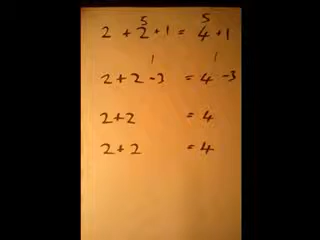 5 5
2 + 2 + 1 = 4 + 1
1 1
2 + 2 - 3 = 4 - 3
2 + 2 = 4
2 + 2 = 4